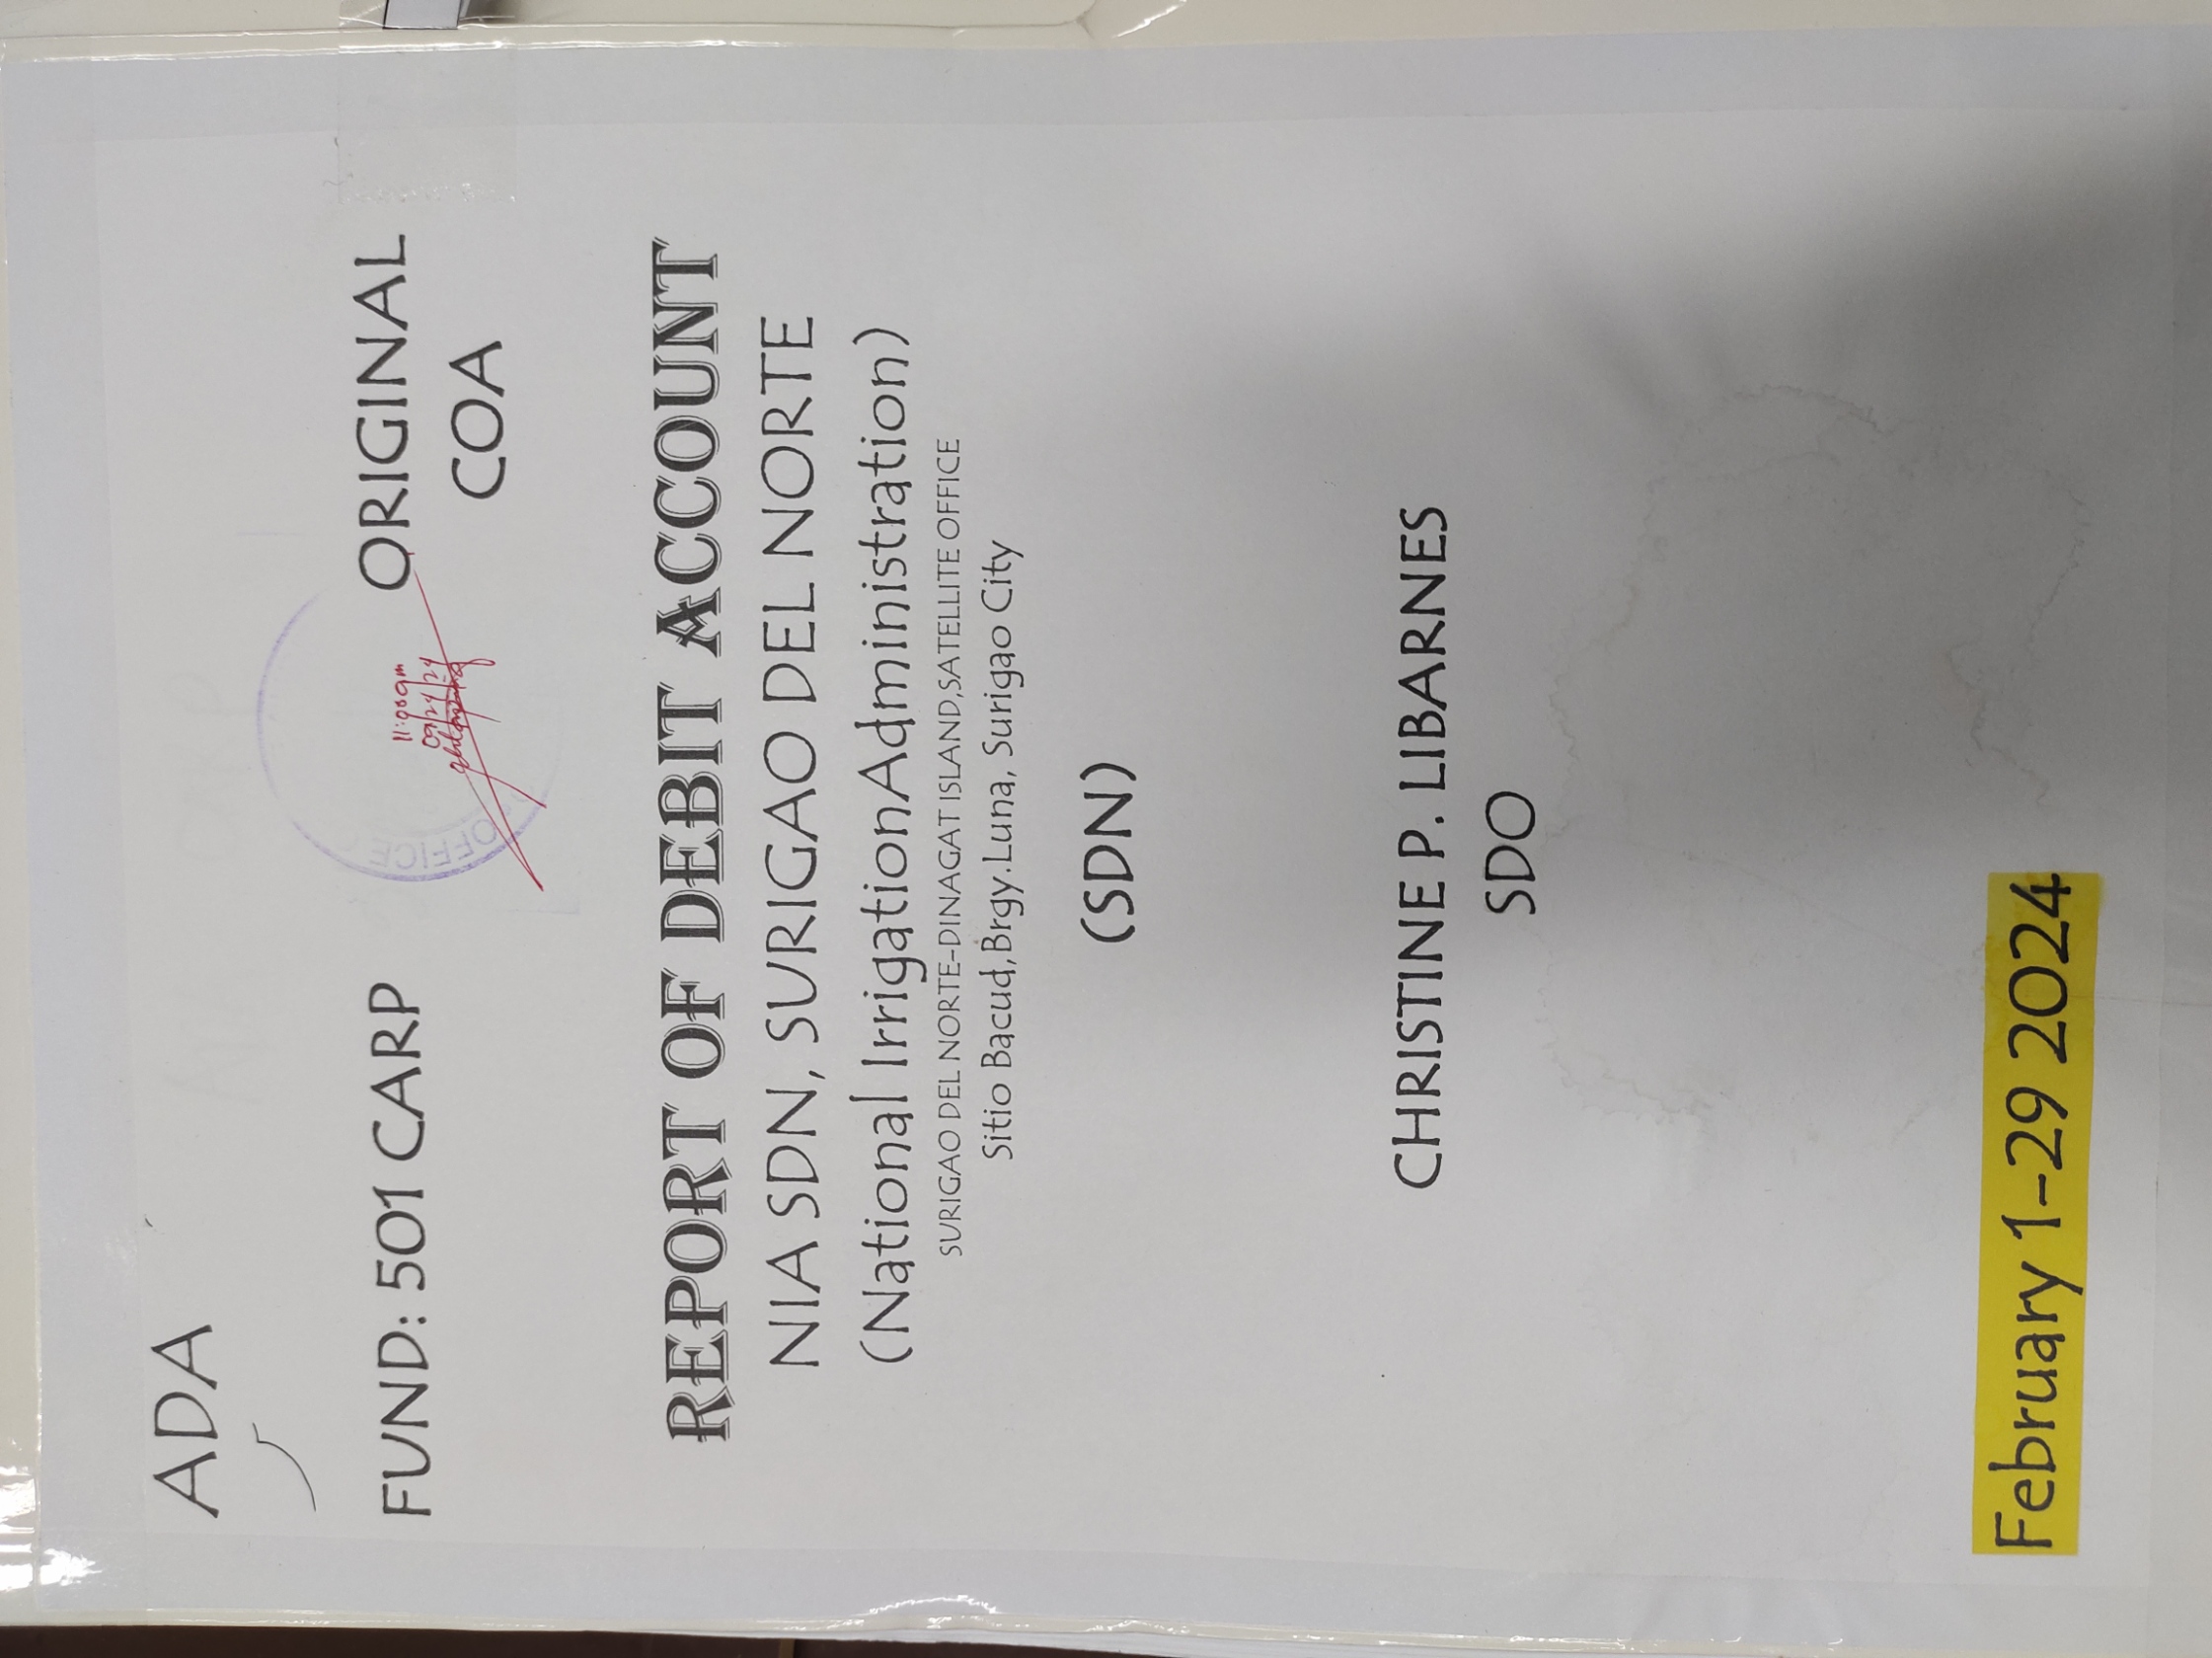 ADA
FUND: 501 CARP
ORIGINAL
COA
OFFICE
11:00am
09/24/24
REPORT OF DEBIT ACCOUNT
NIA SDN, SURIGAO DEL NORTE
(National IrrigationAdministration)
SURIGAO DEL NORTE-DINAGAT ISLAND,SATELLITE OFFICE
Sitio Bacud,Brgy.Luna, Surigao City
(SDN)
CHRISTINE P. LIBARNES
SDO
February 1-29 2024